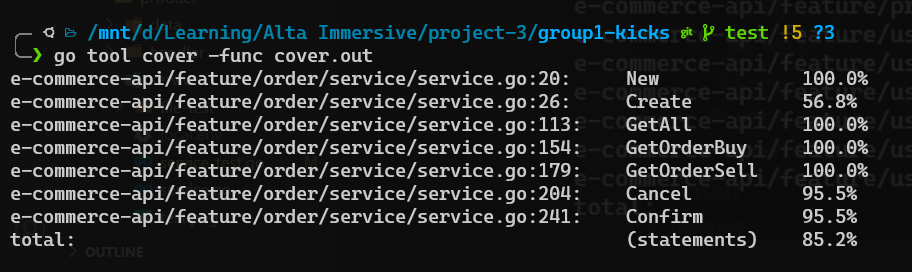 /mnt/d/Learning/Alta Immersive/project-3/group1-kicks git test !5 ?3
❯ go tool cover -func cover.out
e-commerce-api/feature/order/service/service.go:20: New 100.0%
e-commerce-api/feature/order/service/service.go:26: Create 56.8%
e-commerce-api/feature/order/service/service.go:113: GetAll 100.0%
e-commerce-api/feature/order/service/service.go:154: GetOrderBuy 100.0%
e-commerce-api/feature/order/service/service.go:179: GetOrderSell 100.0%
e-commerce-api/feature/order/service/service.go:204: Cancel 95.5%
e-commerce-api/feature/order/service/service.go:241: Confirm 95.5%
total: (statements) 85.2%
OUTLINE